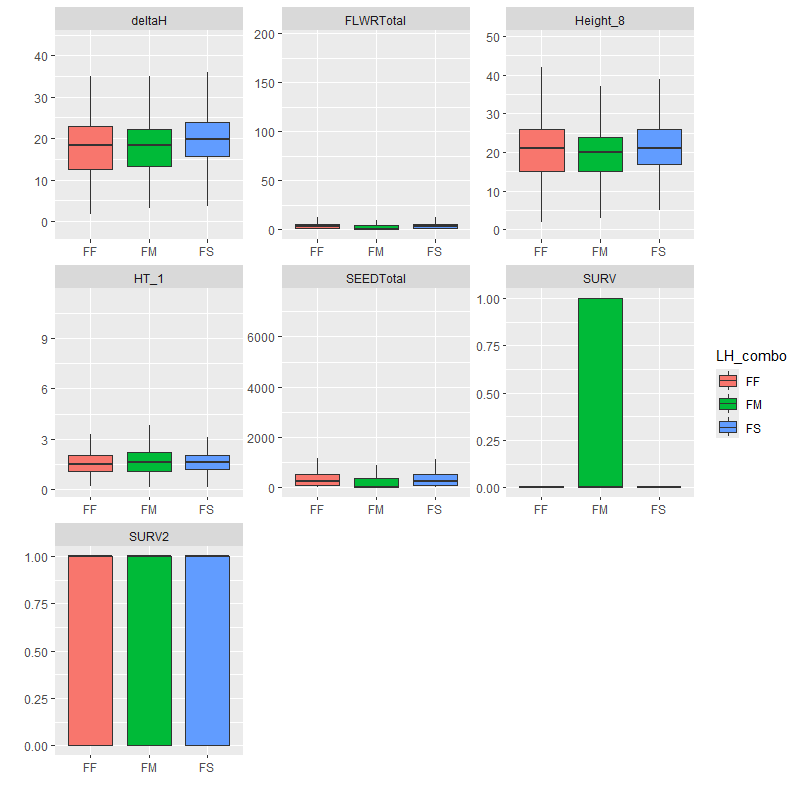 deltaH FLWRTotal Height_8
40 200 50
30 150 40
20 100 30
10 50 20
0 0 10
0
FF FM FS FF FM FS FF FM FS
HT_1 SEEDTotal SURV
9 6000 1.00
6 4000 0.75
3 2000 0.50
0 0 0.25
0.00
FF FM FS FF FM FS FF FM FS
LH_combo
FF
FM
FS
SURV2
1.00
0.75
0.50
0.25
0.00
FF FM FS